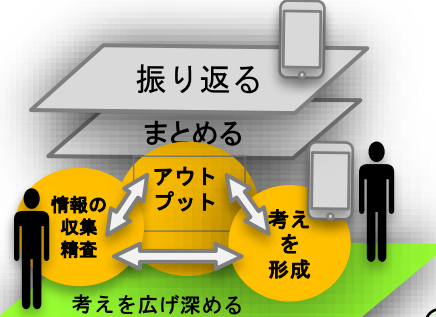 振り返る
まとめる
アウト
プット
情報の
収集
精査
考え
を
形成
考えを広げ深める